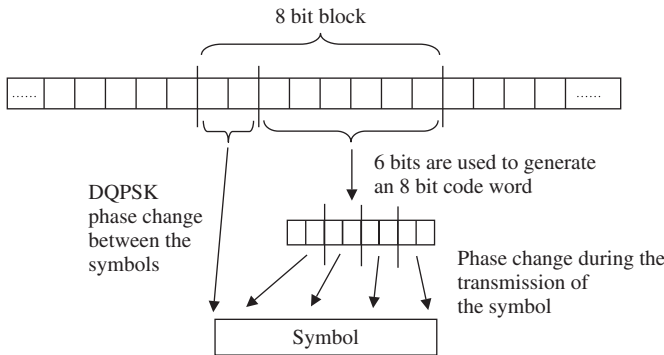 8 bit block
...... ......
6 bits are used to generate
an 8 bit code word
DQPSK
phase change
between the
symbols
Phase change during the
transmission of
the symbol
Symbol